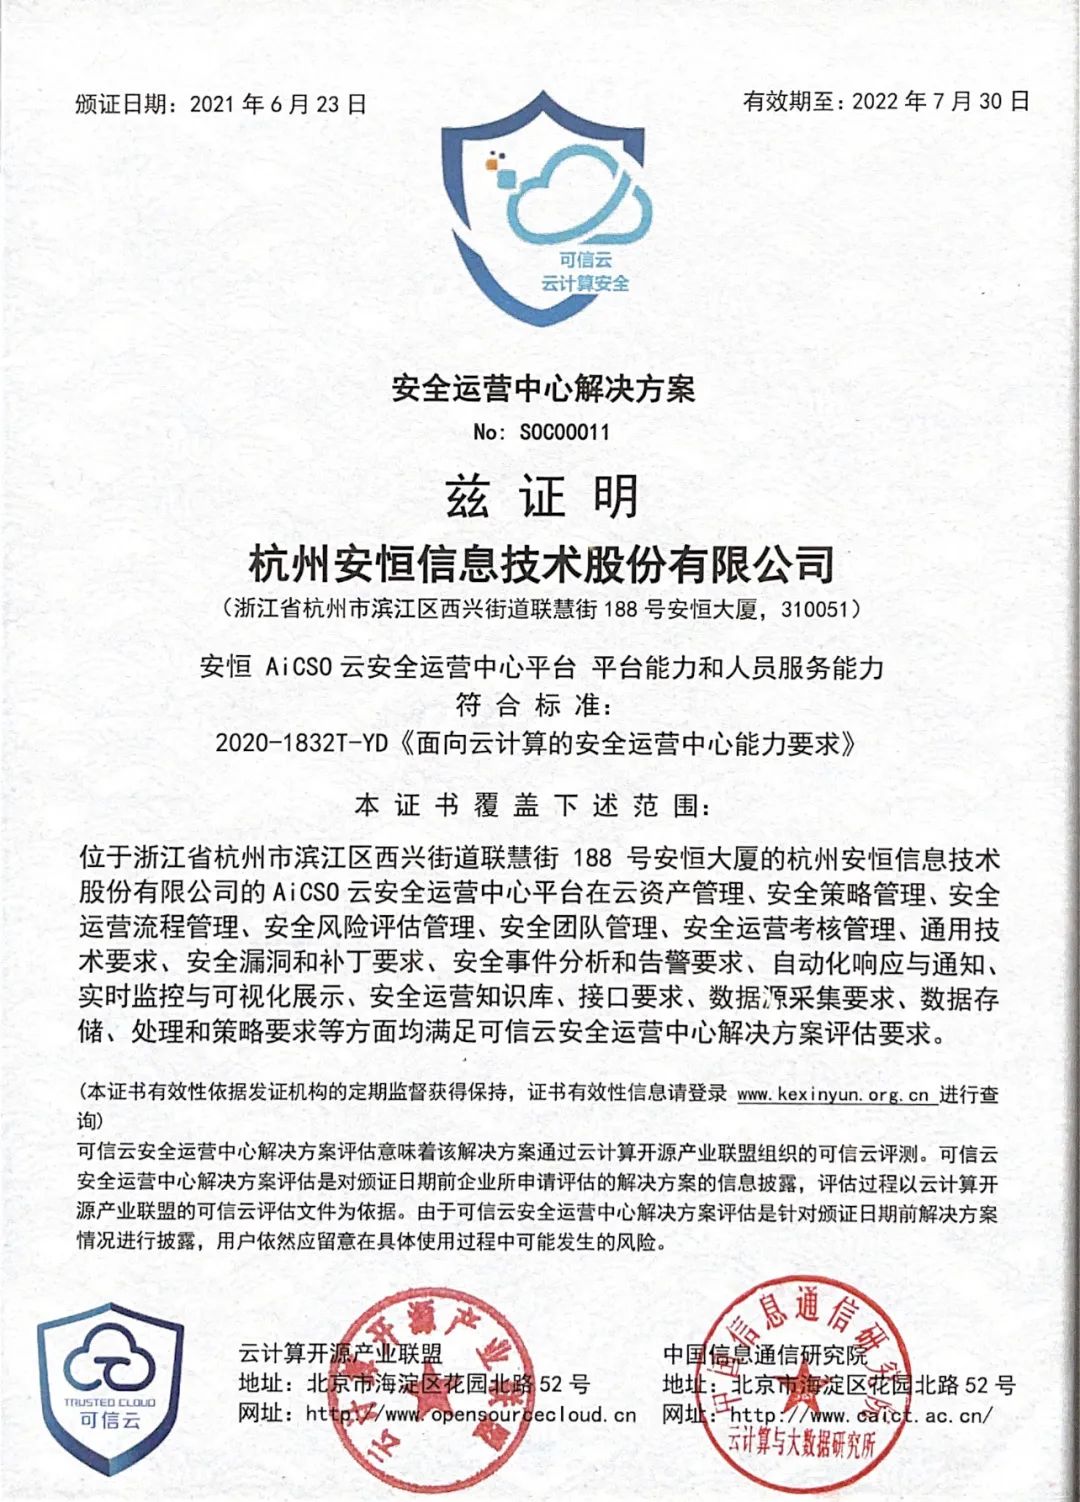 颁证日期：2021 年 6 月 23 日
有效期至：2022 年 7 月 30 日
可信云
云计算安全
安全运营中心解决方案
No: SOC00011
兹 证 明
杭州安恒信息技术股份有限公司
（浙江省杭州市滨江区西兴街道联慧街 188 号安恒大厦，310051）
安恒 AiCSO 云安全运营中心平台 平台能力和人员服务能力
符 合 标 准：
2020-1832T-YD《面向云计算的安全运营中心能力要求》
本 证 书 覆 盖 下 述 范 围：
位于浙江省杭州市滨江区西兴街道联慧街 188 号安恒大厦的杭州安恒信息技术
股份有限公司的 AiCSO 云安全运营中心平台在云资产管理、安全策略管理、安全
运营流程管理、安全风险评估管理、安全团队管理、安全运营考核管理、通用技
术要求、安全漏洞和补丁要求、安全事件分析和告警要求、自动化响应与通知、
实时监控与可视化展示、安全运营知识库、接口要求、数据源采集要求、数据存
储、处理和策略要求等方面均满足可信云安全运营中心解决方案评估要求。
(本证书有效性依据发证机构的定期监督获得保持，证书有效性信息请登录 www.kexinyun.org.cn 进行查
询)
可信云安全运营中心解决方案评估意味着该解决方案通过云计算开源产业联盟组织的可信云评测。可信云
安全运营中心解决方案评估是对颁证日期前企业所申请评估的解决方案的信息披露，评估过程以云计算开
源产业联盟的可信云评估文件为依据。由于可信云安全运营中心解决方案评估是针对颁证日期前解决方案
情况进行披露，用户依然应留意在具体使用过程中可能发生的风险。
TRUSTED CLOUD
可信云
云计算开源产业联盟
地址：北京市海淀区花园北路 52 号
网址：http://www.opensourcecloud.cn
云计算开源产业联盟
中国信息通信研究院
地址：北京市海淀区花园北路 52 号
网址：http://www.caict.ac.cn/
中国信息通信研究院
云计算与大数据研究所